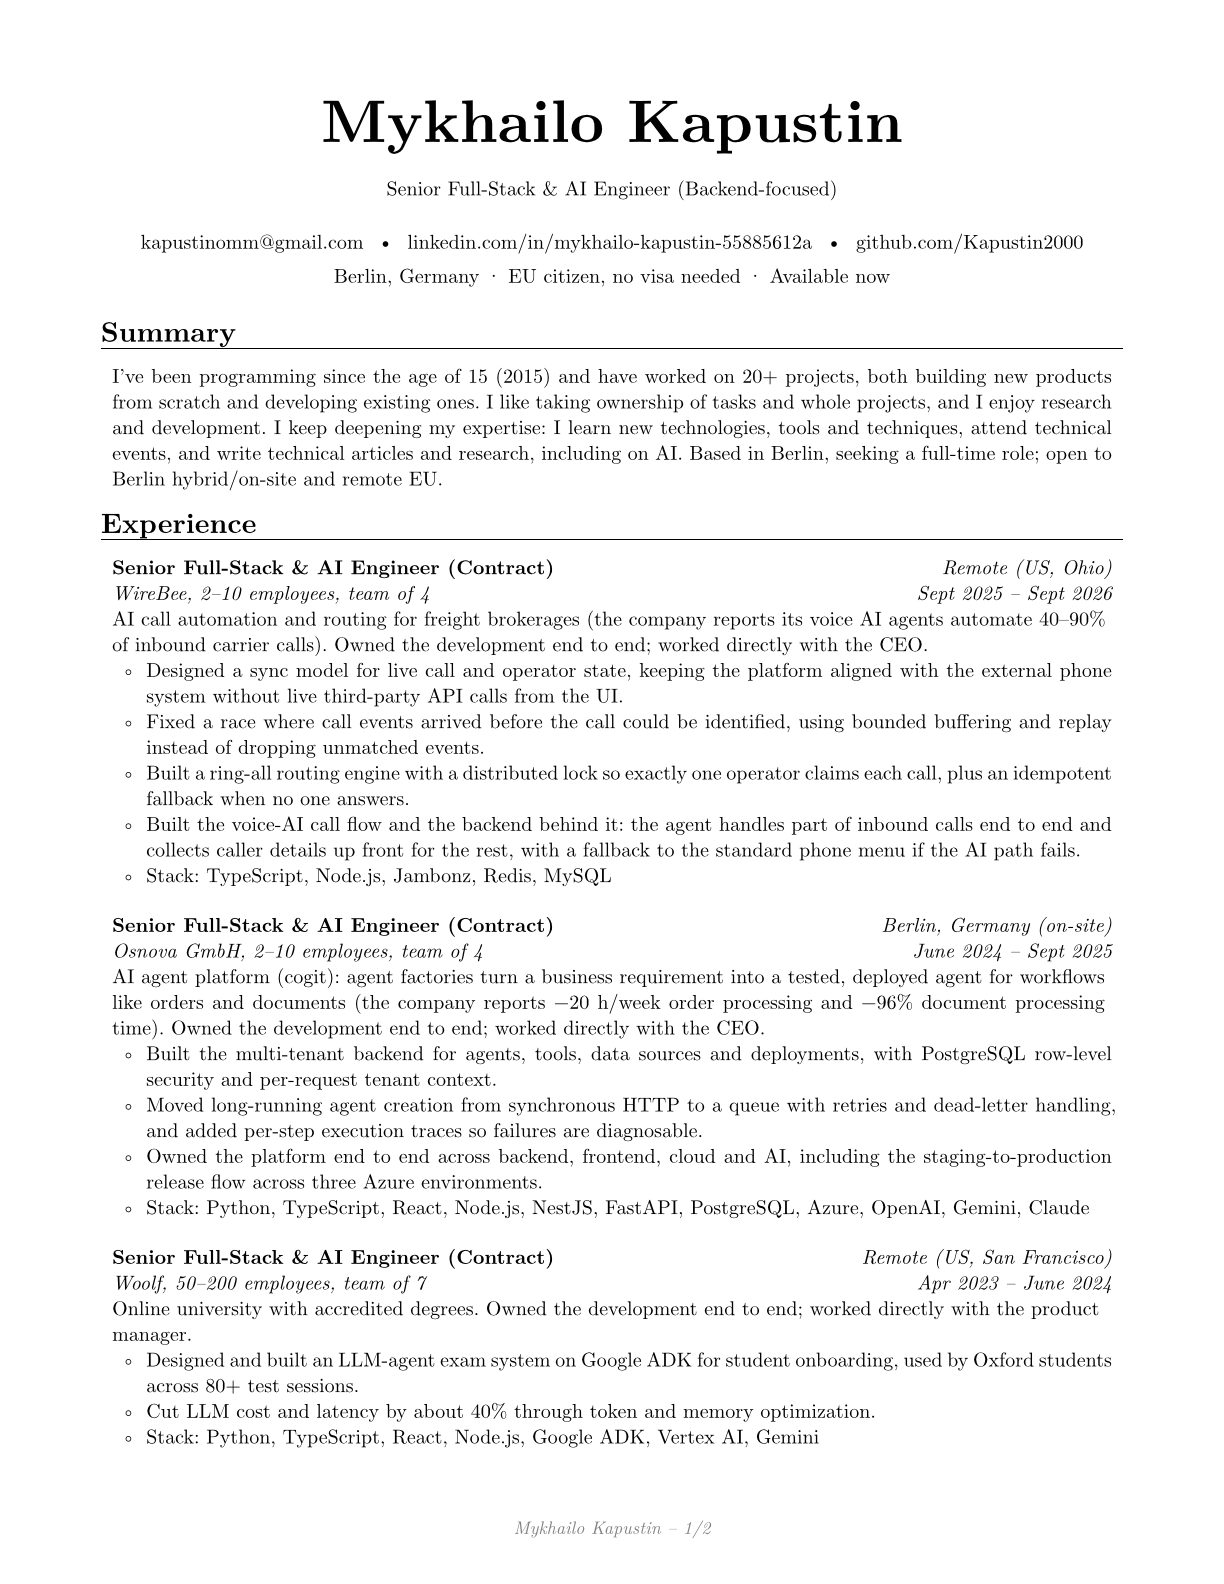 Mykhailo Kapustin
Senior Full-Stack & AI Engineer (Backend-focused)
kapustinomm@gmail.com • linkedin.com/in/mykhailo-kapustin-55885612a • github.com/Kapustin2000
Berlin, Germany · EU citizen, no visa needed · Available now
Summary
I've been programming since the age of 15 (2015) and have worked on 20+ projects, both building new products
from scratch and developing existing ones. I like taking ownership of tasks and whole projects, and I enjoy research
and development. I keep deepening my expertise: I learn new technologies, tools and techniques, attend technical
events, and write technical articles and research, including on AI. Based in Berlin, seeking a full-time role; open to
Berlin hybrid/on-site and remote EU.
Experience
Senior Full-Stack & AI Engineer (Contract) Remote (US, Ohio)
WireBee, 2–10 employees, team of 4 Sept 2025 – Sept 2026
AI call automation and routing for freight brokerages (the company reports its voice AI agents automate 40–90%
of inbound carrier calls). Owned the development end to end; worked directly with the CEO.
◦ Designed a sync model for live call and operator state, keeping the platform aligned with the external phone
system without live third-party API calls from the UI.
◦ Fixed a race where call events arrived before the call could be identified, using bounded buffering and replay
instead of dropping unmatched events.
◦ Built a ring-all routing engine with a distributed lock so exactly one operator claims each call, plus an idempotent
fallback when no one answers.
◦ Built the voice-AI call flow and the backend behind it: the agent handles part of inbound calls end to end and
collects caller details up front for the rest, with a fallback to the standard phone menu if the AI path fails.
◦ Stack: TypeScript, Node.js, Jambonz, Redis, MySQL
Senior Full-Stack & AI Engineer (Contract) Berlin, Germany (on-site)
Osnova GmbH, 2–10 employees, team of 4 June 2024 – Sept 2025
AI agent platform (cogit): agent factories turn a business requirement into a tested, deployed agent for workflows
like orders and documents (the company reports −20 h/week order processing and −96% document processing
time). Owned the development end to end; worked directly with the CEO.
◦ Built the multi-tenant backend for agents, tools, data sources and deployments, with PostgreSQL row-level
security and per-request tenant context.
◦ Moved long-running agent creation from synchronous HTTP to a queue with retries and dead-letter handling,
and added per-step execution traces so failures are diagnosable.
◦ Owned the platform end to end across backend, frontend, cloud and AI, including the staging-to-production
release flow across three Azure environments.
◦ Stack: Python, TypeScript, React, Node.js, NestJS, FastAPI, PostgreSQL, Azure, OpenAI, Gemini, Claude
Senior Full-Stack & AI Engineer (Contract) Remote (US, San Francisco)
Woolf, 50–200 employees, team of 7 Apr 2023 – June 2024
Online university with accredited degrees. Owned the development end to end; worked directly with the product
manager.
◦ Designed and built an LLM-agent exam system on Google ADK for student onboarding, used by Oxford students
across 80+ test sessions.
◦ Cut LLM cost and latency by about 40% through token and memory optimization.
◦ Stack: Python, TypeScript, React, Node.js, Google ADK, Vertex AI, Gemini
Mykhailo Kapustin – 1/2